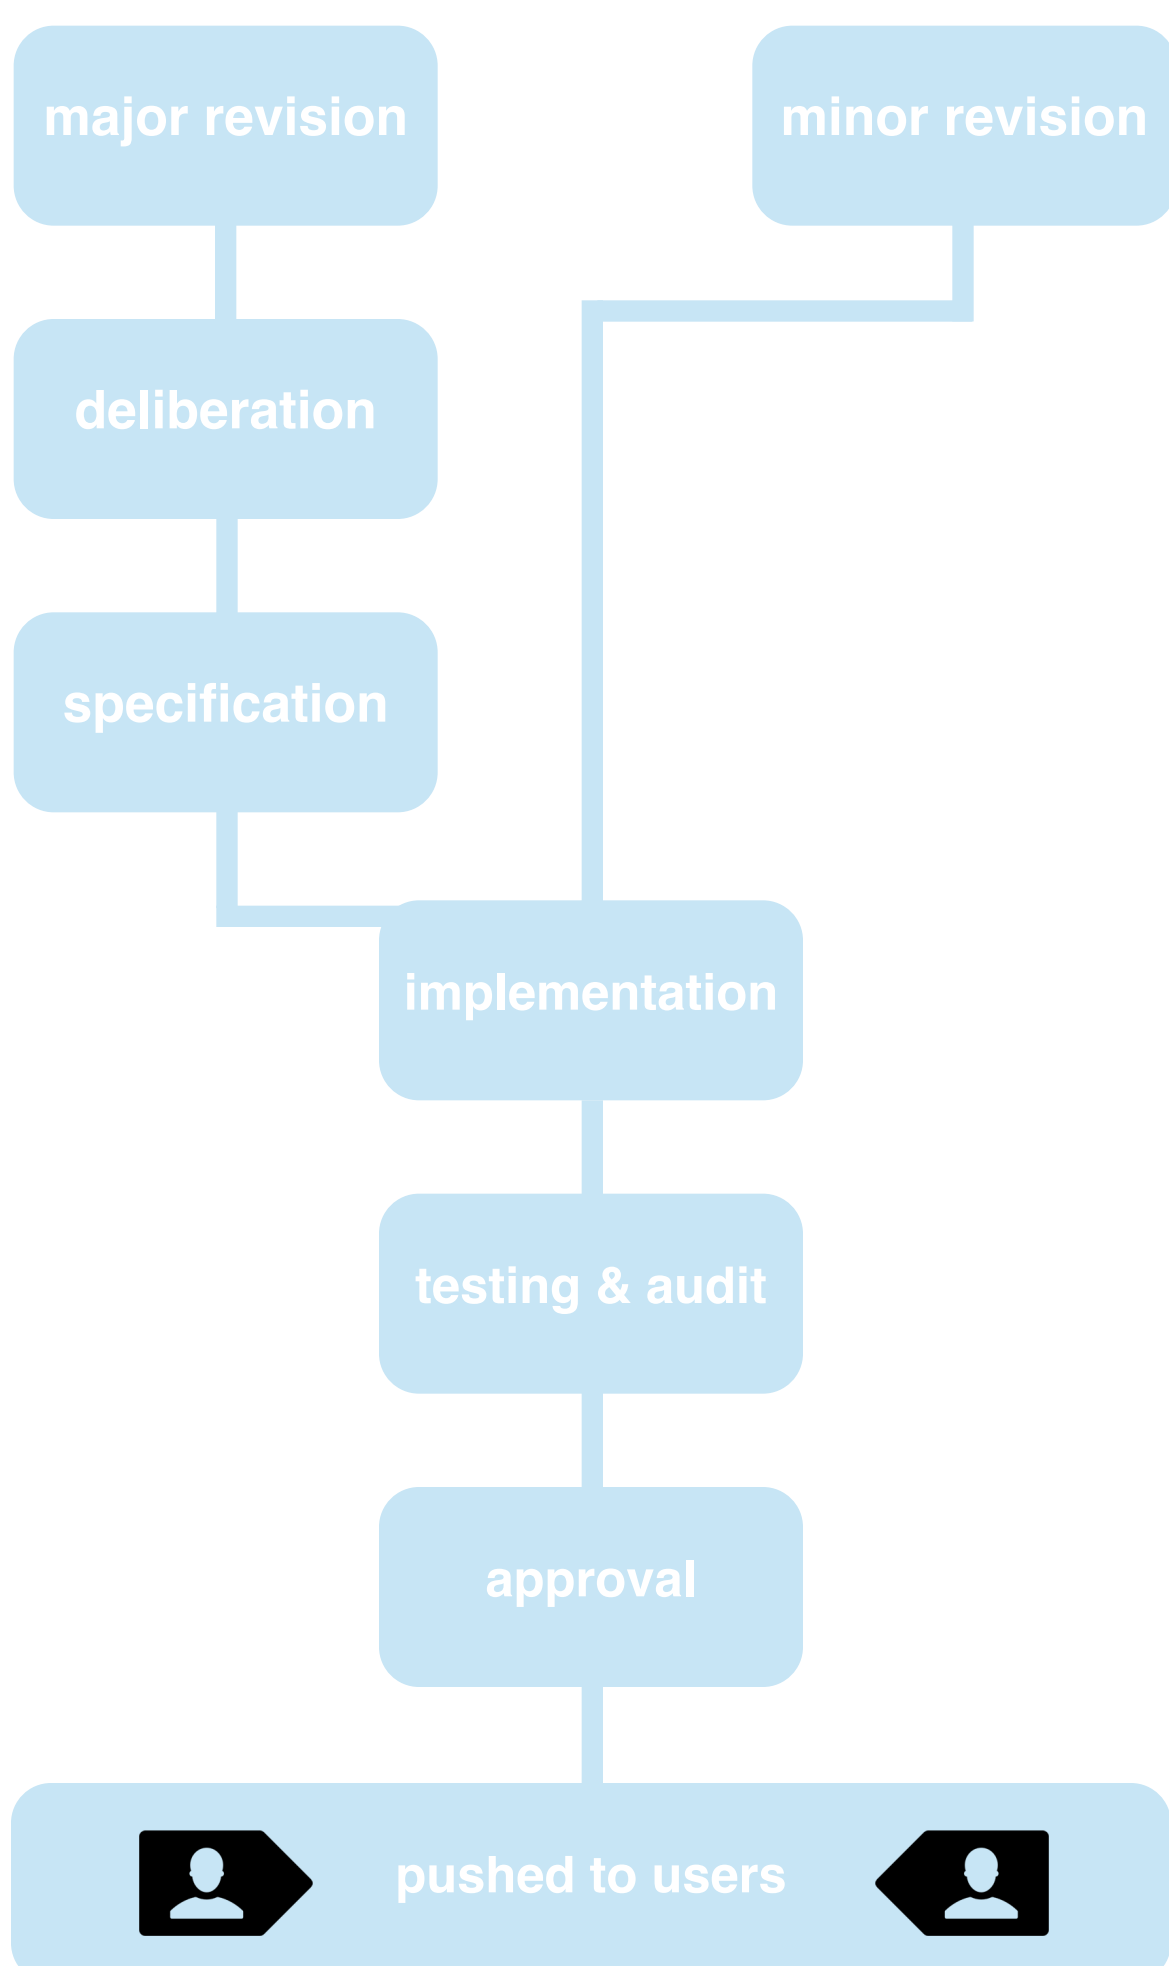 major revision
minor revision
deliberation
specification
implementation
testing & audit
approval
pushed to users